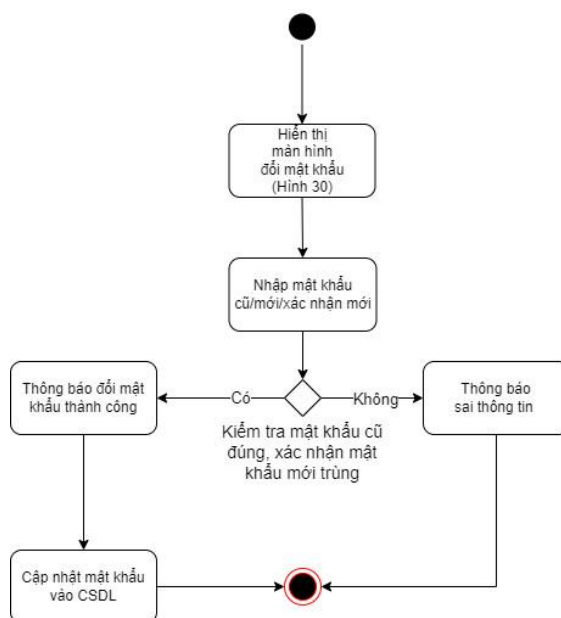 Hiển thị
màn hình
đổi mật khẩu
(Hình 30)
Nhập mật khẩu
cũ/mới/xác nhận mới
Thông báo đổi mật
khẩu thành công
Có
Không
Thông báo
sai thông tin
Kiểm tra mật khẩu cũ
đúng, xác nhận mật
khẩu mới trùng
Cập nhật mật khẩu
vào CSDL